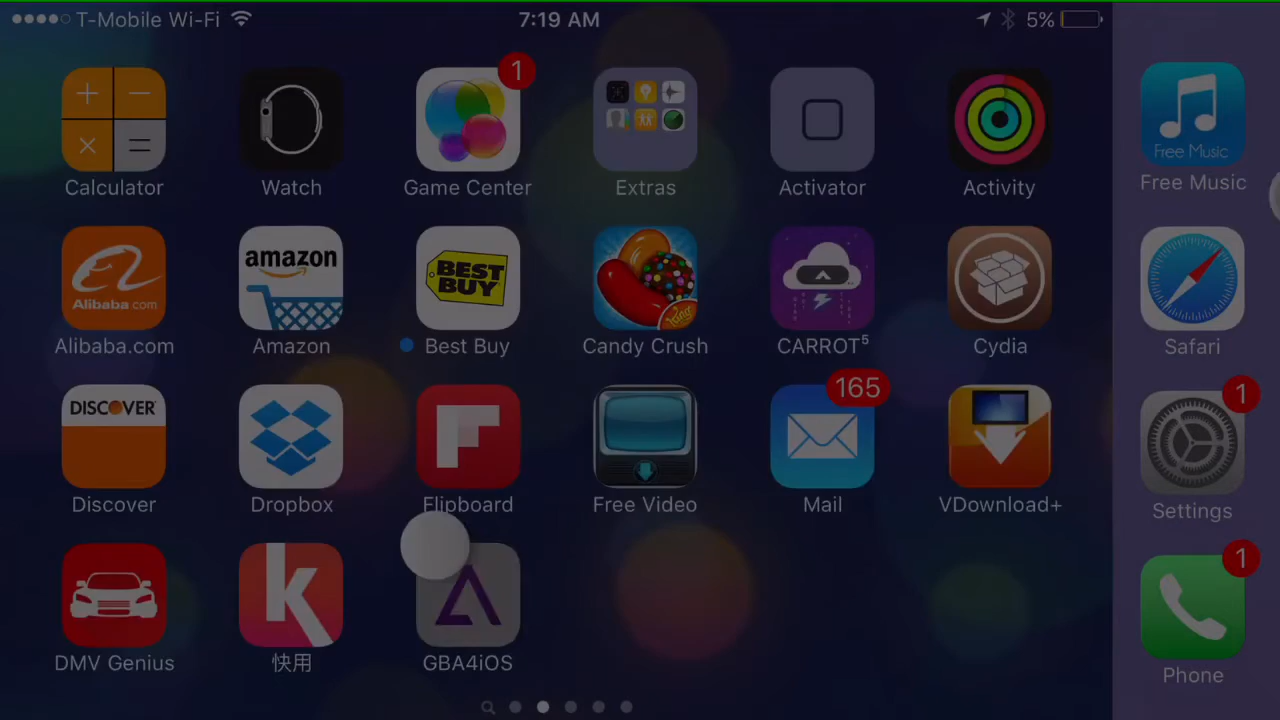 T-Mobile Wi-Fi 7:19 AM 5%
1
Free Music
Calculator Watch Game Center Extras Activator Activity Free Music
Alibaba.com amazon BEST BUY King
Alibaba.com Amazon Best Buy Candy Crush CARROT⁵ Cydia Safari
DISCOVER 165 1
Discover Dropbox Flipboard Free Video Mail VDownload+ Settings
k 1
DMV Genius 快用 GBA4iOS Phone